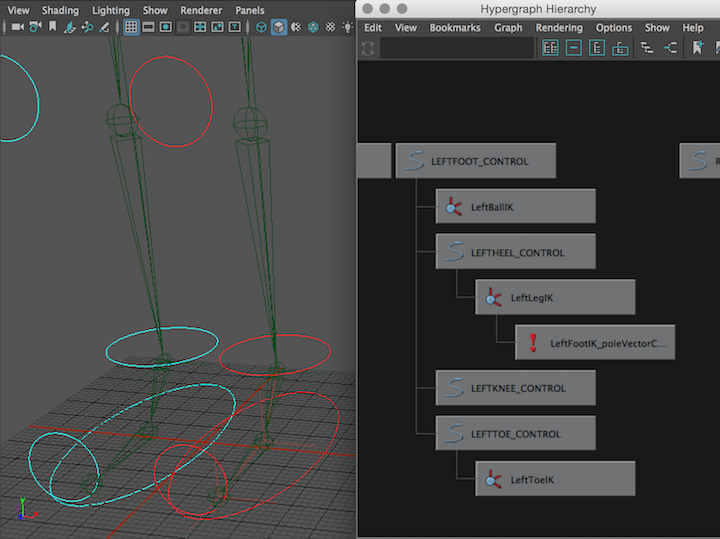 View Shading Lighting Show Renderer Panels
Hypergraph Hierarchy
Edit View Bookmarks Graph Rendering Options Show Help
LEFTFOOT_CONTROL
R
LeftBallIK
LEFTHEEL_CONTROL
LeftLegIK
LeftFootIK_poleVectorC...
LEFTKNEE_CONTROL
LEFTTOE_CONTROL
LeftToeIK
Y